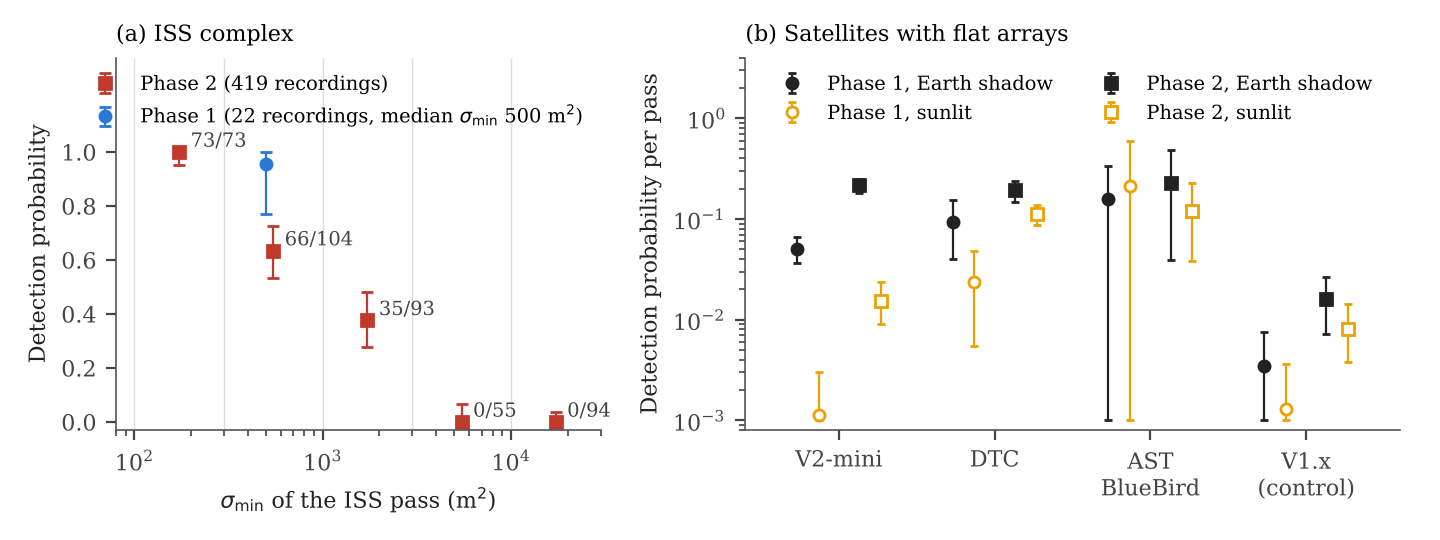 (a) ISS complex
Phase 2 (419 recordings)
Phase 1 (22 recordings, median σmin 500 m²)
73/73
66/104
35/93
0/55
0/94
Detection probability
1.0
0.8
0.6
0.4
0.2
0.0
10²
10³
10⁴
σmin of the ISS pass (m²)
(b) Satellites with flat arrays
Phase 1, Earth shadow
Phase 1, sunlit
Phase 2, Earth shadow
Phase 2, sunlit
Detection probability per pass
10⁰
10⁻¹
10⁻²
10⁻³
V2-mini
DTC
AST
BlueBird
V1.x
(control)